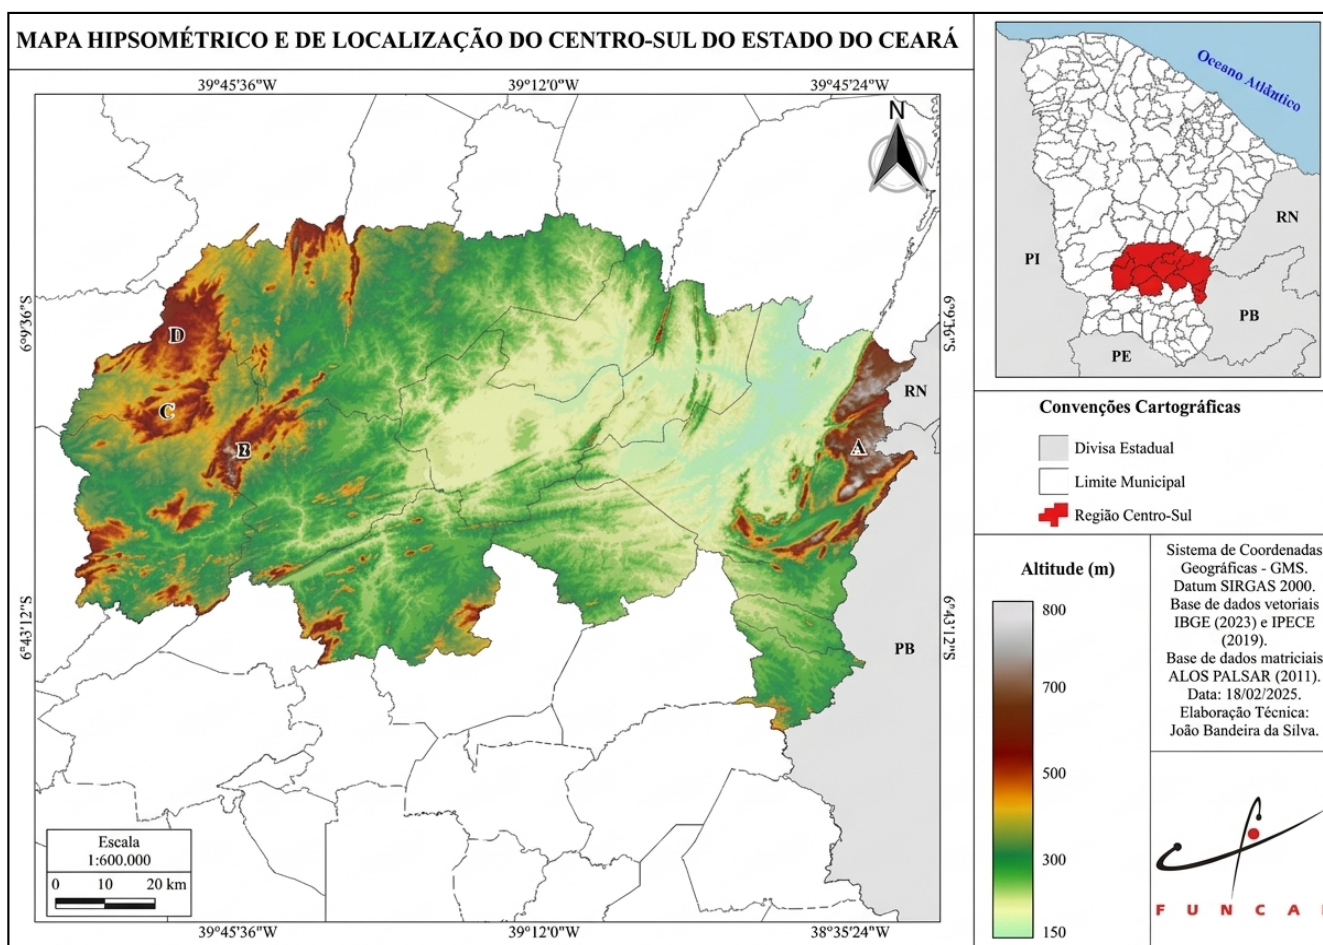 MAPA HIPSOMÉTRICO E DE LOCALIZAÇÃO DO CENTRO-SUL DO ESTADO DO CEARÁ
39°45'36"W
39°12'0"W
39°45'24"W
N
6°9'36"S
6°9'36"S
D
C
A
RN
6°43'12"S
6°43'12"S
PB
Escala
1:600.000
0 10 20 km
39°45'36"W
39°12'0"W
38°35'24"W
Oceano Atlântico
RN
PI
PB
PE
Convenções Cartográficas
Divisa Estadual
Limite Municipal
Região Centro-Sul
Altitude (m)
800
700
500
300
150
Sistema de Coordenadas
Geográficas - GMS.
Datum SIRGAS 2000.
Base de dados vetoriais
IBGE (2023) e IPECE
(2019).
Base de dados matriciais
ALOS PALSAR (2011).
Data: 18/02/2025.
Elaboração Técnica:
João Bandeira da Silva.
FUNCA